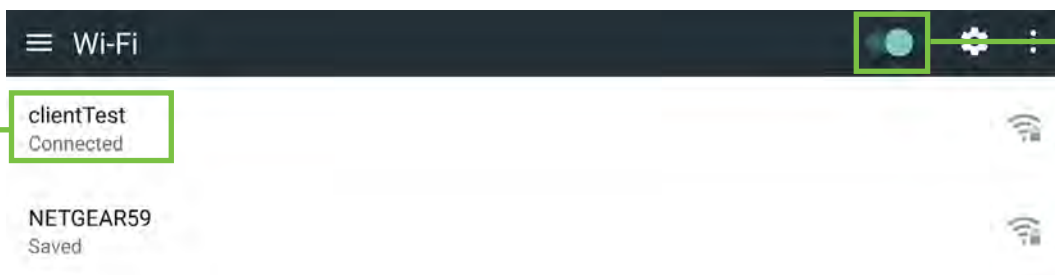 Wi-Fi
clientTest
Connected
NETGEAR59
Saved